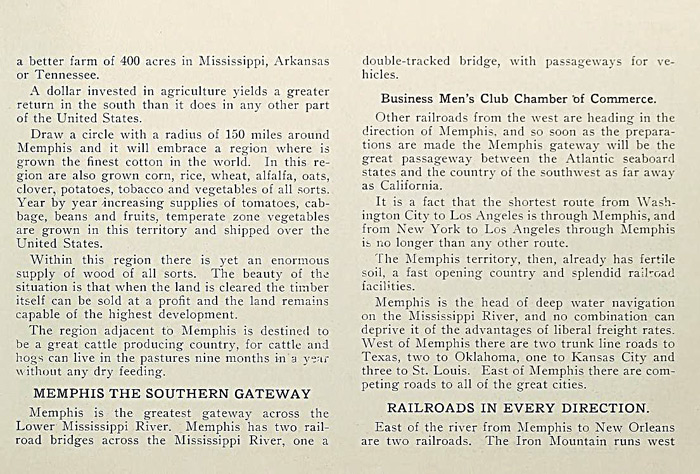 a better farm of 400 acres in Mississippi, Arkansas
or Tennessee.
A dollar invested in agriculture yields a greater
return in the south than it does in any other part
of the United States.
Draw a circle with a radius of 150 miles around
Memphis and it will embrace a region where is
grown the finest cotton in the world. In this re-
gion are also grown corn, rice, wheat, alfalfa, oats,
clover, potatoes, tobacco and vegetables of all sorts.
Year by year increasing supplies of tomatoes, cab-
bage, beans and fruits, temperate zone vegetables
are grown in this territory and shipped over the
United States.
Within this region there is yet an enormous
supply of wood of all sorts. The beauty of the
situation is that when the land is cleared the timber
itself can be sold at a profit and the land remains
capable of the highest development.
The region adjacent to Memphis is destined to
be a great cattle producing country, for cattle and
hogs can live in the pastures nine months in a year
without any dry feeding.
MEMPHIS THE SOUTHERN GATEWAY
Memphis is the greatest gateway across the
Lower Mississippi River. Memphis has two rail-
road bridges across the Mississippi River, one a
double-tracked bridge, with passageways for ve-
hicles.
Business Men's Club Chamber of Commerce.
Other railroads from the west are heading in the
direction of Memphis, and so soon as the prepara-
tions are made the Memphis gateway will be the
great passageway between the Atlantic seaboard
states and the country of the southwest as far away
as California.
It is a fact that the shortest route from Wash-
ington City to Los Angeles is through Memphis, and
from New York to Los Angeles through Memphis
is no longer than any other route.
The Memphis territory, then, already has fertile
soil, a fast opening country and splendid railroad
facilities.
Memphis is the head of deep water navigation
on the Mississippi River, and no combination can
deprive it of the advantages of liberal freight rates.
West of Memphis there are two trunk line roads to
Texas, two to Oklahoma, one to Kansas City and
three to St. Louis. East of Memphis there are com-
peting roads to all of the great cities.
RAILROADS IN EVERY DIRECTION.
East of the river from Memphis to New Orleans
are two railroads. The Iron Mountain runs west